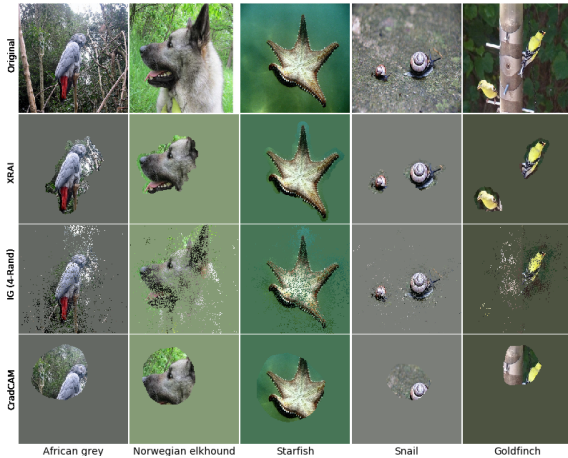 Original
XRAI
IG (4-Rand)
CradCAM
African grey
Norwegian elkhound
Starfish
Snail
Goldfinch